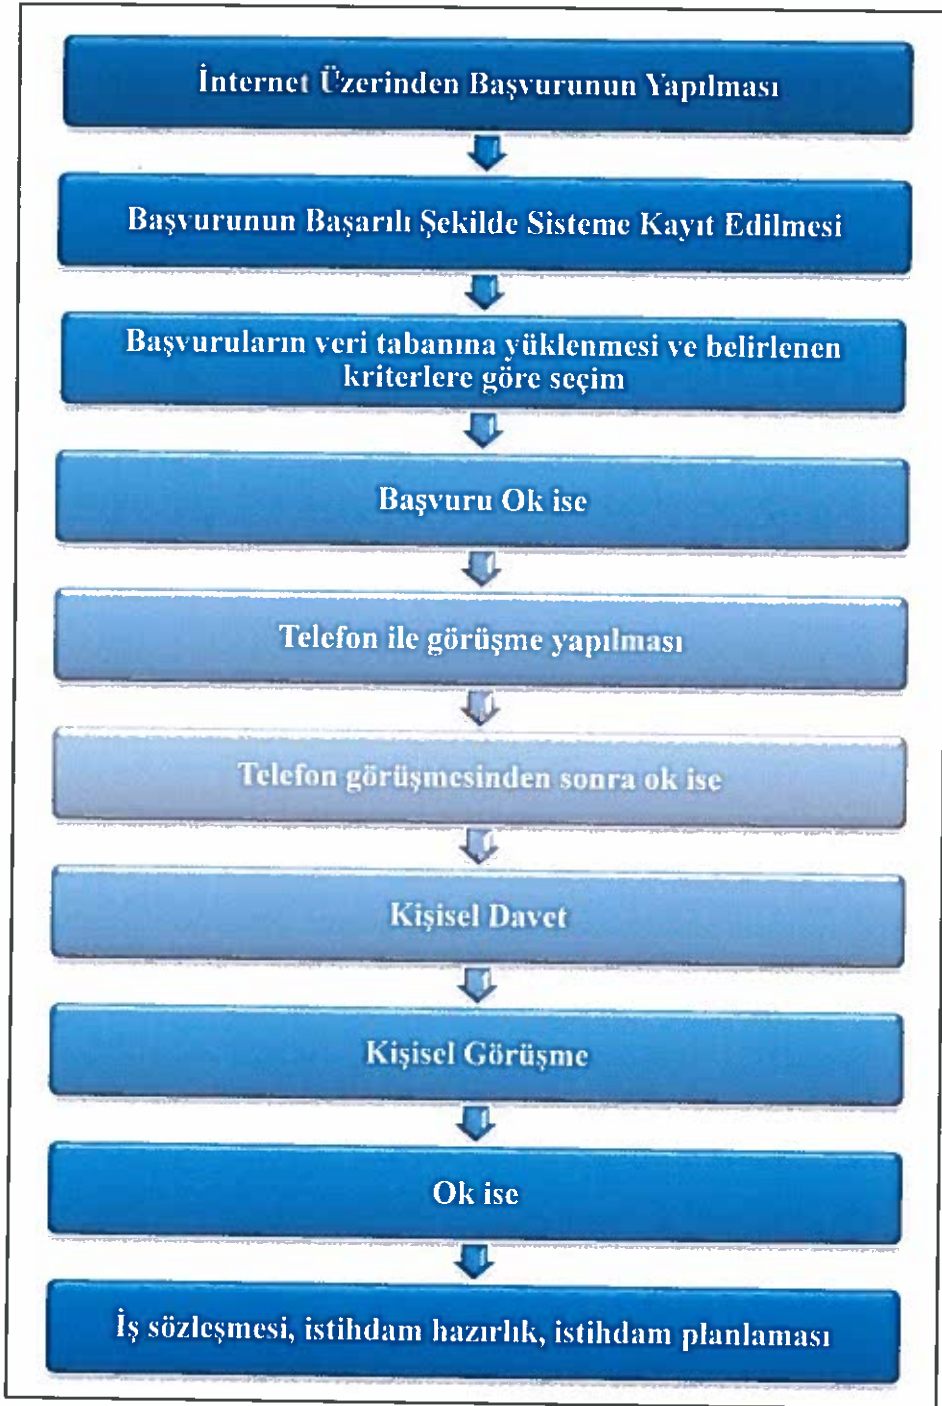 İnternet Üzerinden Başvurunun Yapılması
Başvurunun Başarılı Şekilde Sisteme Kayıt Edilmesi
Başvuruların veri tabanına yüklenmesi ve belirlenen
kriterlere göre seçim
Başvuru Ok ise
Telefon ile görüşme yapılması
Telefon görüşmesinden sonra ok ise
Kişisel Davet
Kişisel Görüşme
Ok ise
İş sözleşmesi, istihdam hazırlık, istihdam planlaması